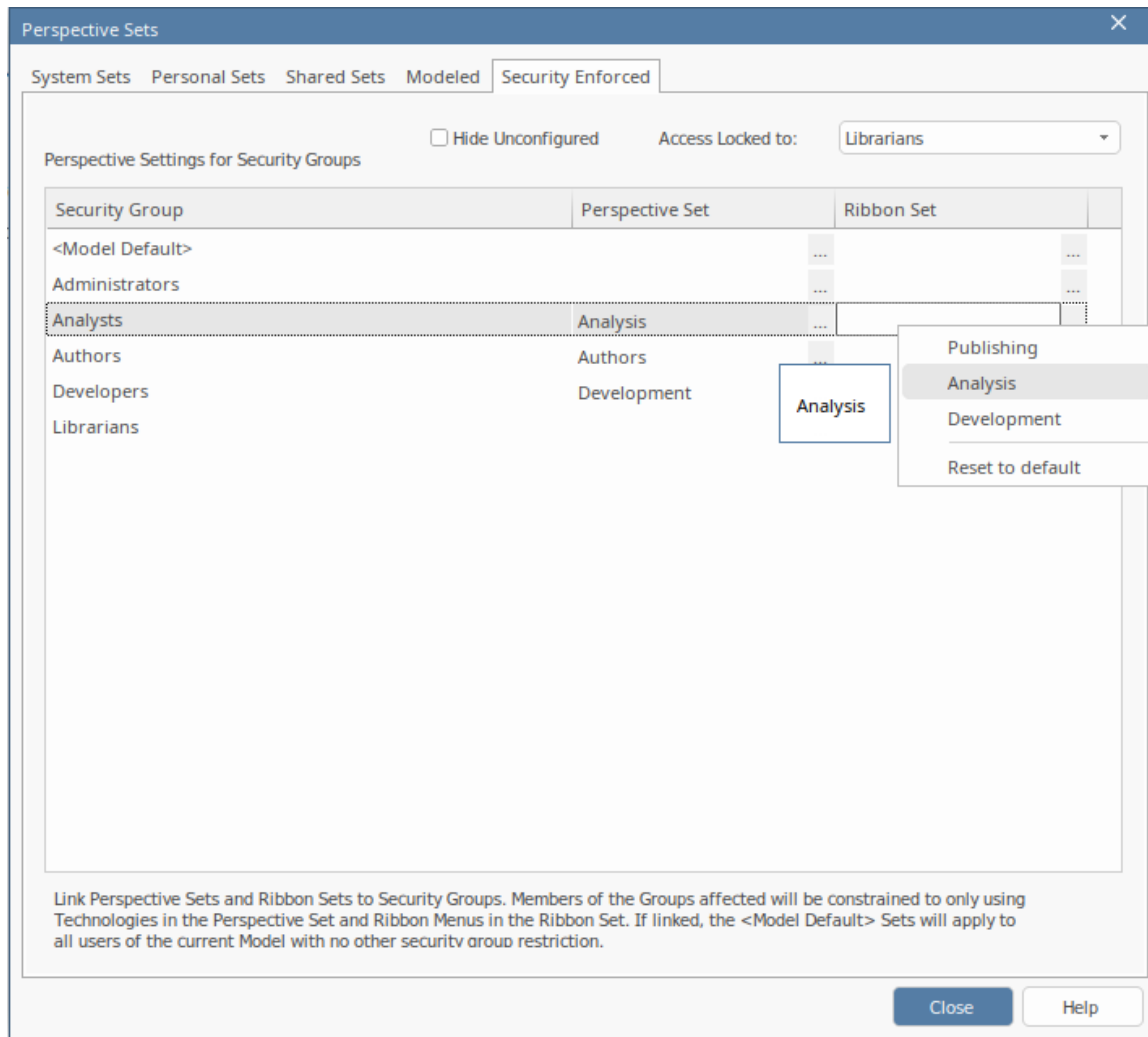 Perspective Sets
System Sets Personal Sets Shared Sets Modeled Security Enforced
Hide Unconfigured Access Locked to: Librarians
Perspective Settings for Security Groups
Security Group Perspective Set Ribbon Set
<Model Default> ... ...
Administrators ... ...
Analysts Analysis ...
Publishing
Authors Authors ...
Analysis
Developers Development
Analysis
Development
Librarians
Reset to default
Link Perspective Sets and Ribbon Sets to Security Groups. Members of the Groups affected will be constrained to only using
Technologies in the Perspective Set and Ribbon Menus in the Ribbon Set. If linked, the <Model Default> Sets will apply to
all users of the current Model with no other security group restriction.
Close Help